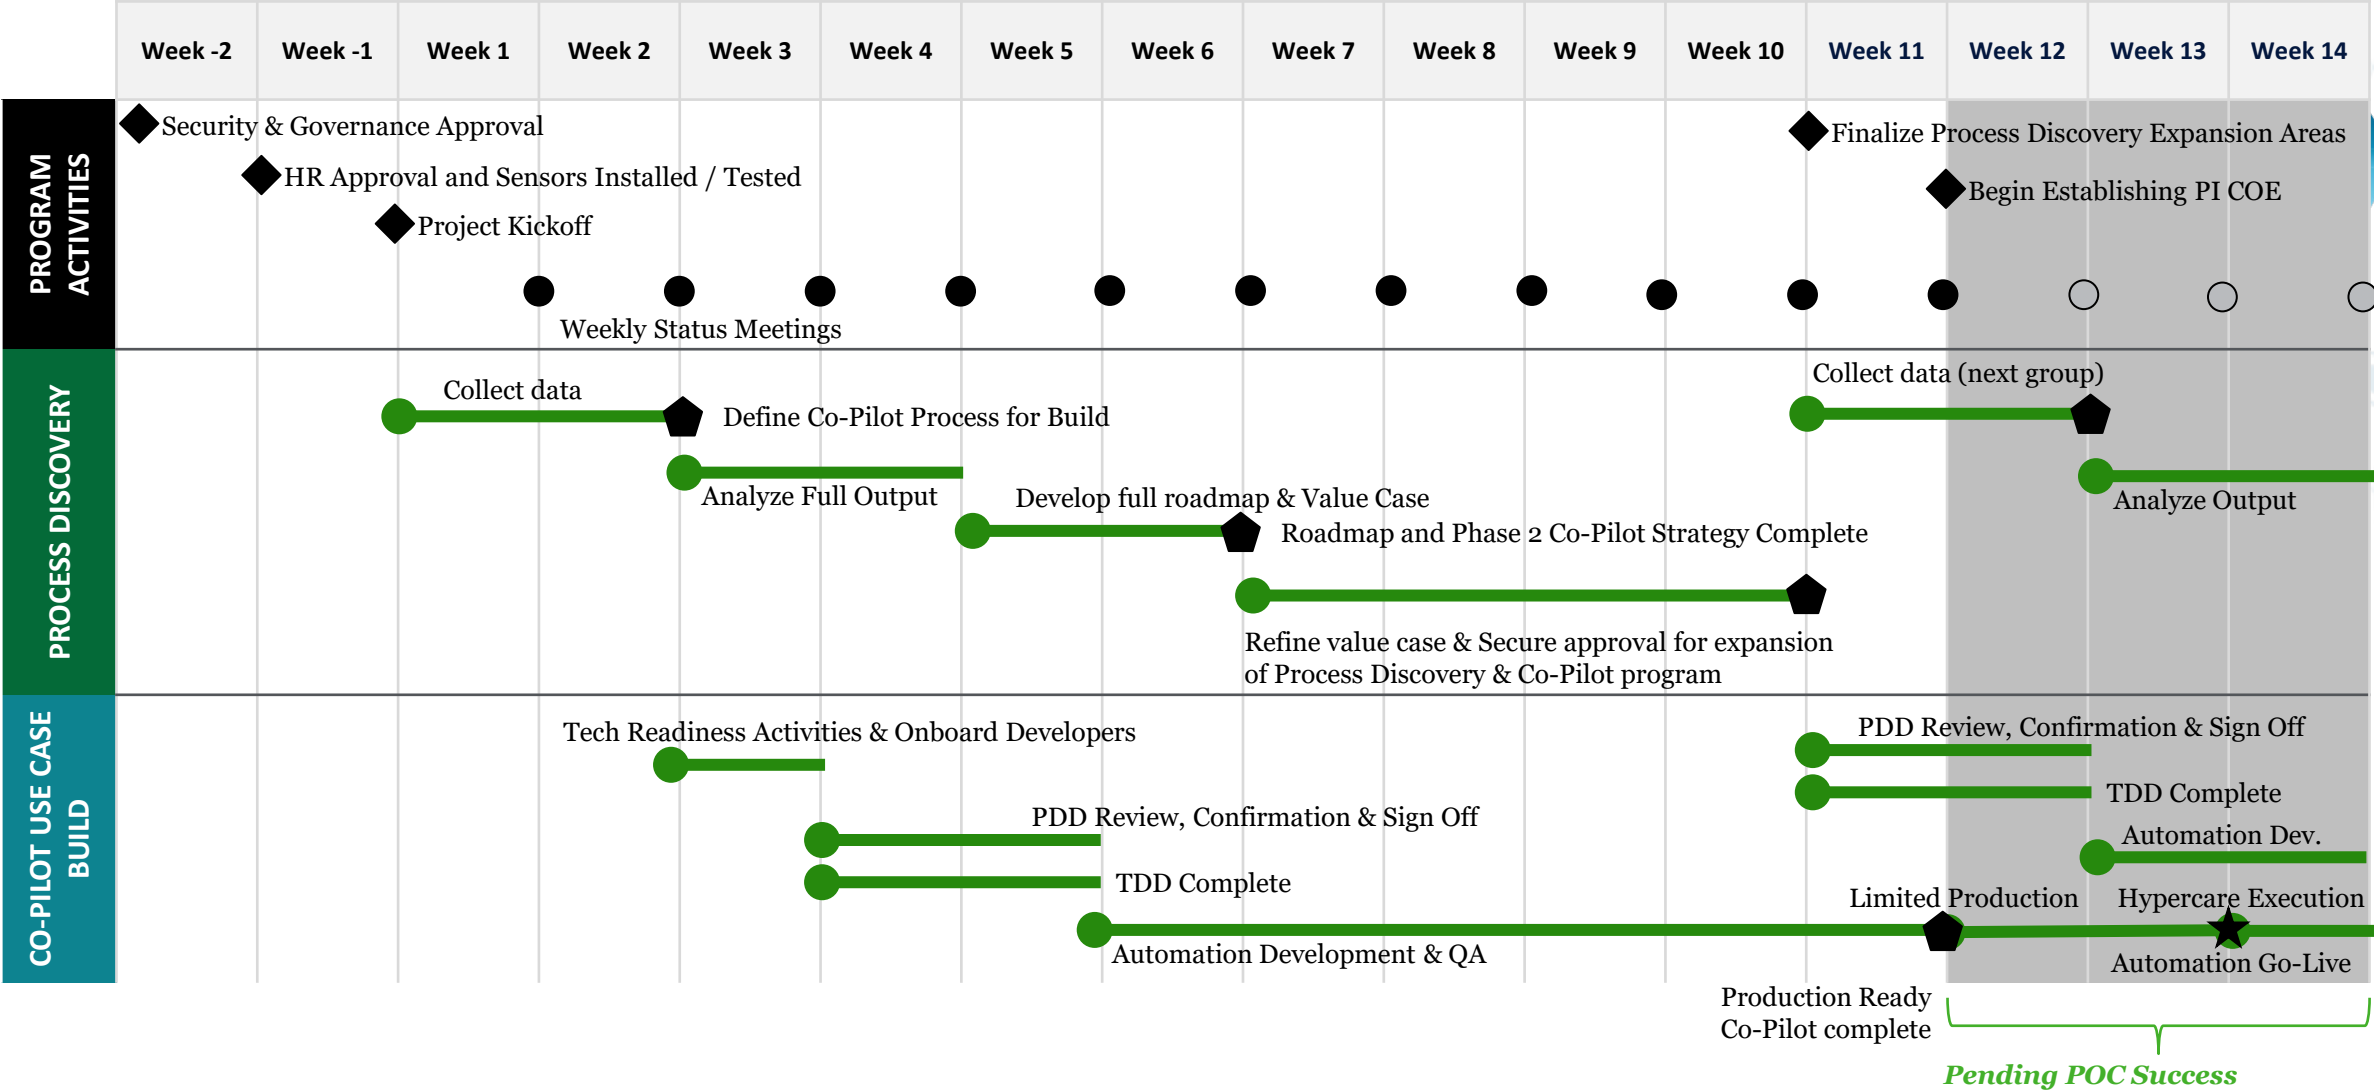 Week -2
Week -1
Week 1
Week 2
Week 3
Week 4
Week 5
Week 6
Week 7
Week 8
Week 9
Week 10
Week 11
Week 12
Week 13
Week 14
PROGRAM
ACTIVITIES
Security & Governance Approval
HR Approval and Sensors Installed / Tested
Project Kickoff
Finalize Process Discovery Expansion Areas
Begin Establishing PI COE
Weekly Status Meetings
PROCESS DISCOVERY
Collect data
Define Co-Pilot Process for Build
Analyze Full Output
Develop full roadmap & Value Case
Roadmap and Phase 2 Co-Pilot Strategy Complete
Refine value case & Secure approval for expansion
of Process Discovery & Co-Pilot program
Collect data (next group)
Analyze Output
CO-PILOT USE CASE
BUILD
Tech Readiness Activities & Onboard Developers
PDD Review, Confirmation & Sign Off
TDD Complete
Automation Development & QA
PDD Review, Confirmation & Sign Off
TDD Complete
Automation Dev.
Limited Production
Hypercare Execution
Automation Go-Live
Production Ready
Co-Pilot complete
Pending POC Success